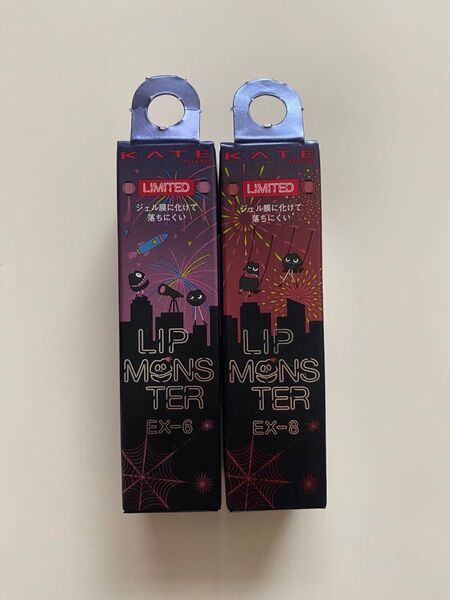 KATE
TOKYO
LIMITED
ジェル膜に化けて
落ちにくい
LIP
MONS
TER
EX-6
KATE
TOKYO
LIMITED
ジェル膜に化けて
落ちにくい
LIP
MONS
TER
EX-8